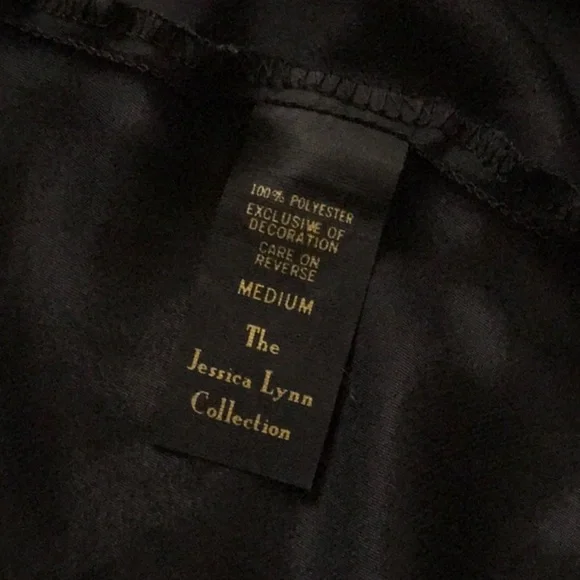 100% POLYESTER
EXCLUSIVE OF
DECORATION
CARE ON
REVERSE
MEDIUM
The
Jessica Lynn
Collection